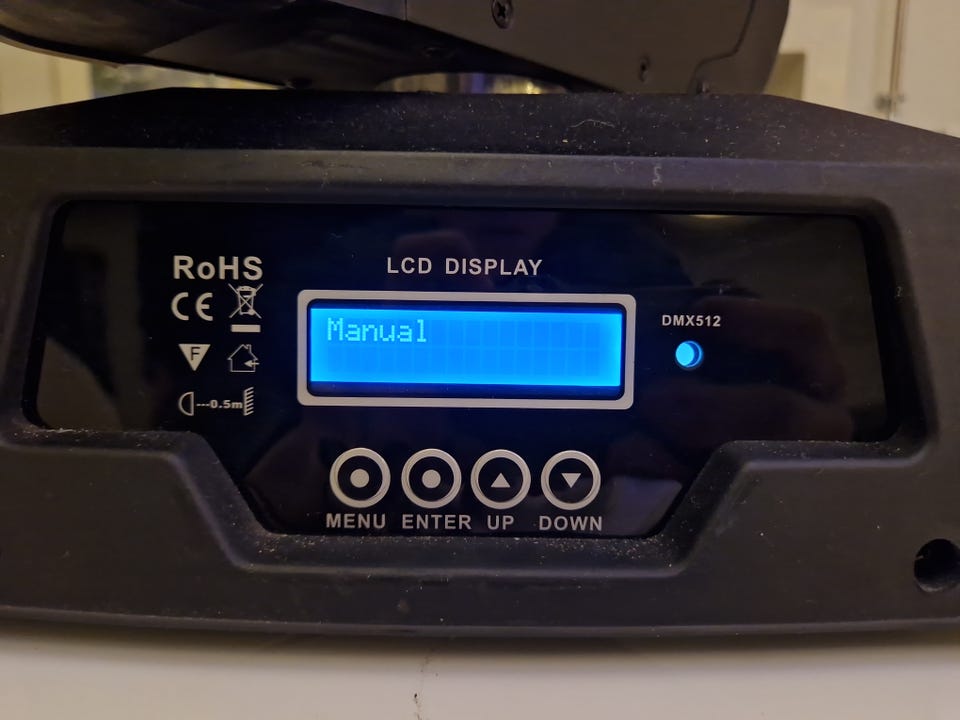 RoHS
CE
F
---0.5m
LCD DISPLAY
Manual
DMX512
MENU ENTER UP DOWN